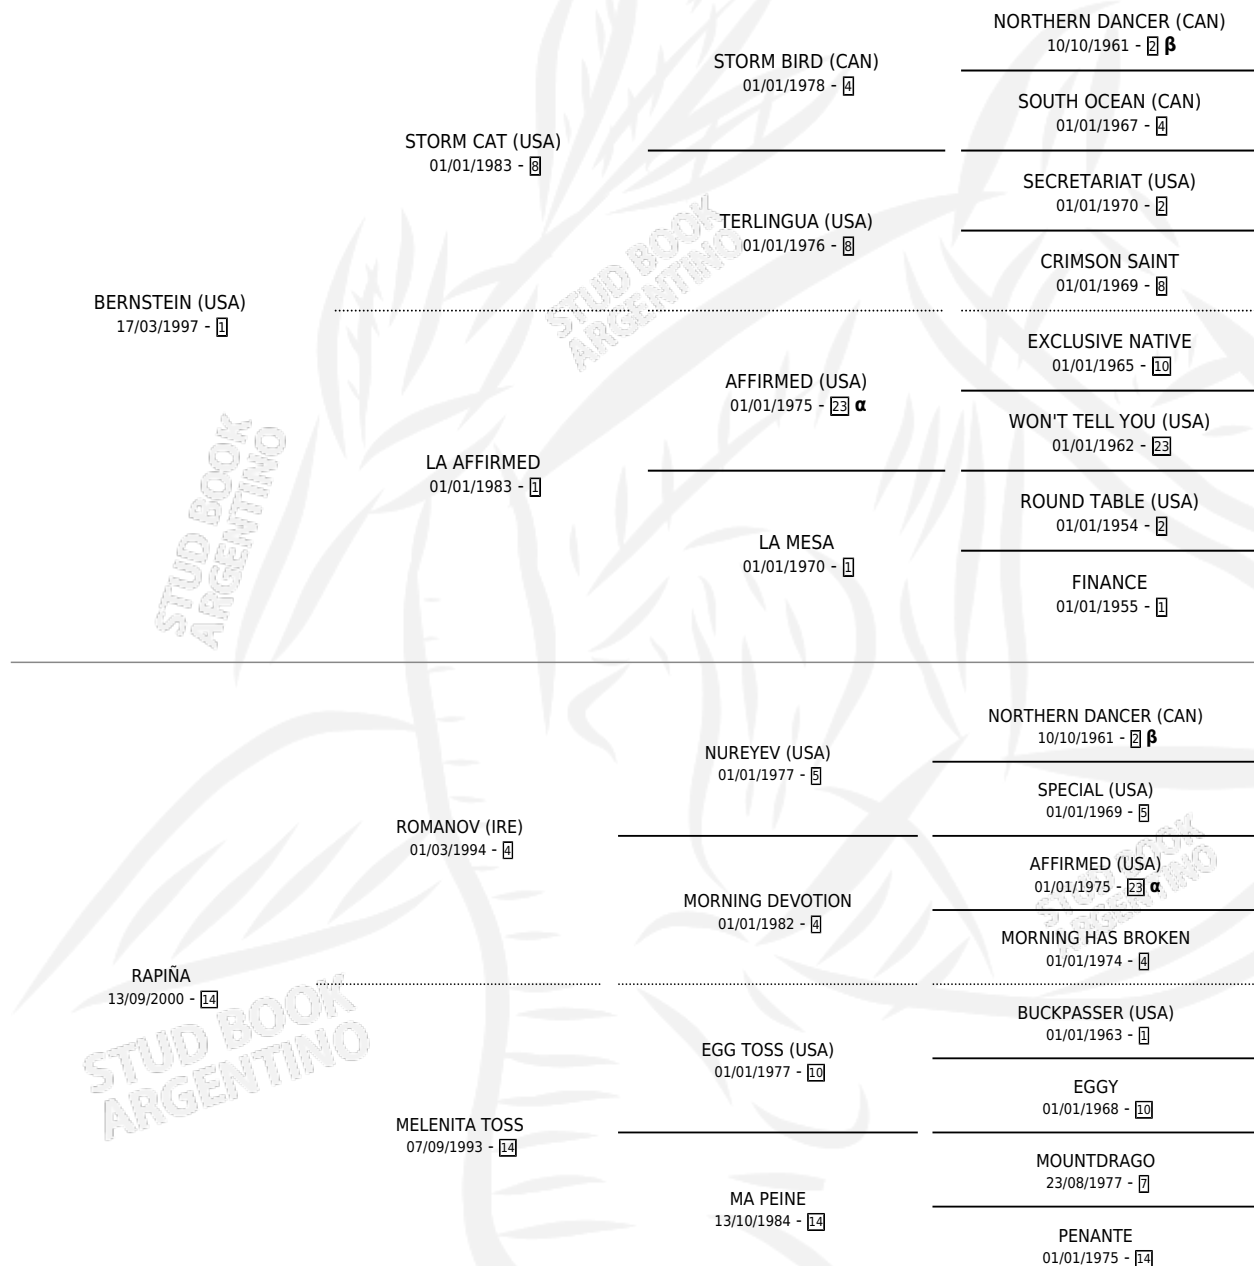 NORTHERN DANCER (CAN)
10/10/1961 - 2 β
STORM BIRD (CAN)
01/01/1978 - 4
SOUTH OCEAN (CAN)
01/01/1967 - 4
STORM CAT (USA)
01/01/1983 - 8
SECRETARIAT (USA)
01/01/1970 - 2
TERLINGUA (USA)
01/01/1976 - 8
CRIMSON SAINT
01/01/1969 - 8
BERNSTEIN (USA)
17/03/1997 - 1
EXCLUSIVE NATIVE
01/01/1965 - 10
AFFIRMED (USA)
01/01/1975 - 23 α
WON'T TELL YOU (USA)
01/01/1962 - 23
LA AFFIRMED
01/01/1983 - 1
ROUND TABLE (USA)
01/01/1954 - 2
LA MESA
01/01/1970 - 1
FINANCE
01/01/1955 - 1
NORTHERN DANCER (CAN)
10/10/1961 - 2 β
NUREYEV (USA)
01/01/1977 - 5
SPECIAL (USA)
01/01/1969 - 5
ROMANOV (IRE)
01/03/1994 - 4
AFFIRMED (USA)
01/01/1975 - 23 α
MORNING DEVOTION
01/01/1982 - 4
MORNING HAS BROKEN
01/01/1974 - 4
RAPIÑA
13/09/2000 - 14
BUCKPASSER (USA)
01/01/1963 - 1
EGG TOSS (USA)
01/01/1977 - 10
EGGY
01/01/1968 - 10
MELENITA TOSS
07/09/1993 - 14
MOUNTDRAGO
23/08/1977 - 7
MA PEINE
13/10/1984 - 14
PENANTE
01/01/1975 - 14
STUD BOOK
ARGENTINO
STUD BOOK
ARGENTINO
STUD BOOK
ARGENTINO
STUD BOOK
ARGENTINO